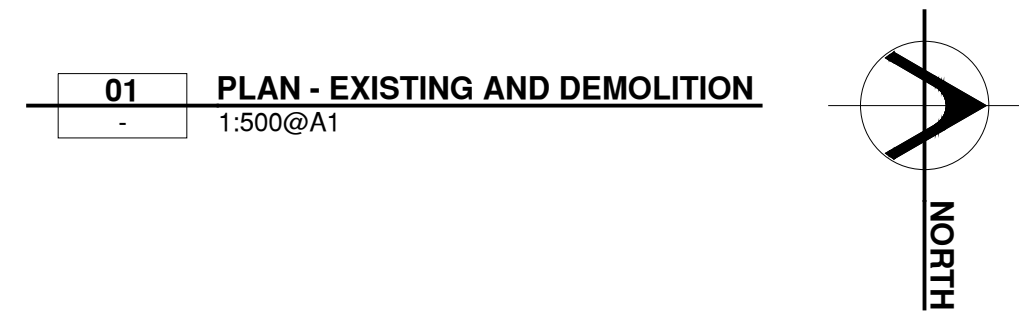 01
PLAN - EXISTING AND DEMOLITION
-
1:500@A1
NORTH